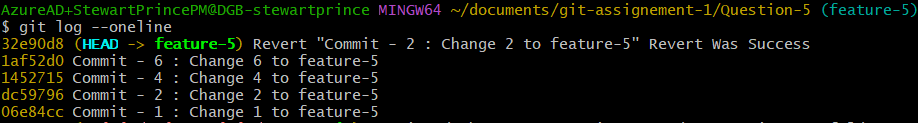 AzureAD+StewartPrincePM@DGB-stewartprince MINGW64 ~/documents/git-assignement-1/Question-5 (feature-5)
$ git log --oneline
32e90d8 (HEAD -> feature-5) Revert "Commit - 2 : Change 2 to feature-5" Revert Was Success
1af52d0 Commit - 6 : Change 6 to feature-5
1452715 Commit - 4 : Change 4 to feature-5
dc59796 Commit - 2 : Change 2 to feature-5
06e84cc Commit - 1 : Change 1 to feature-5